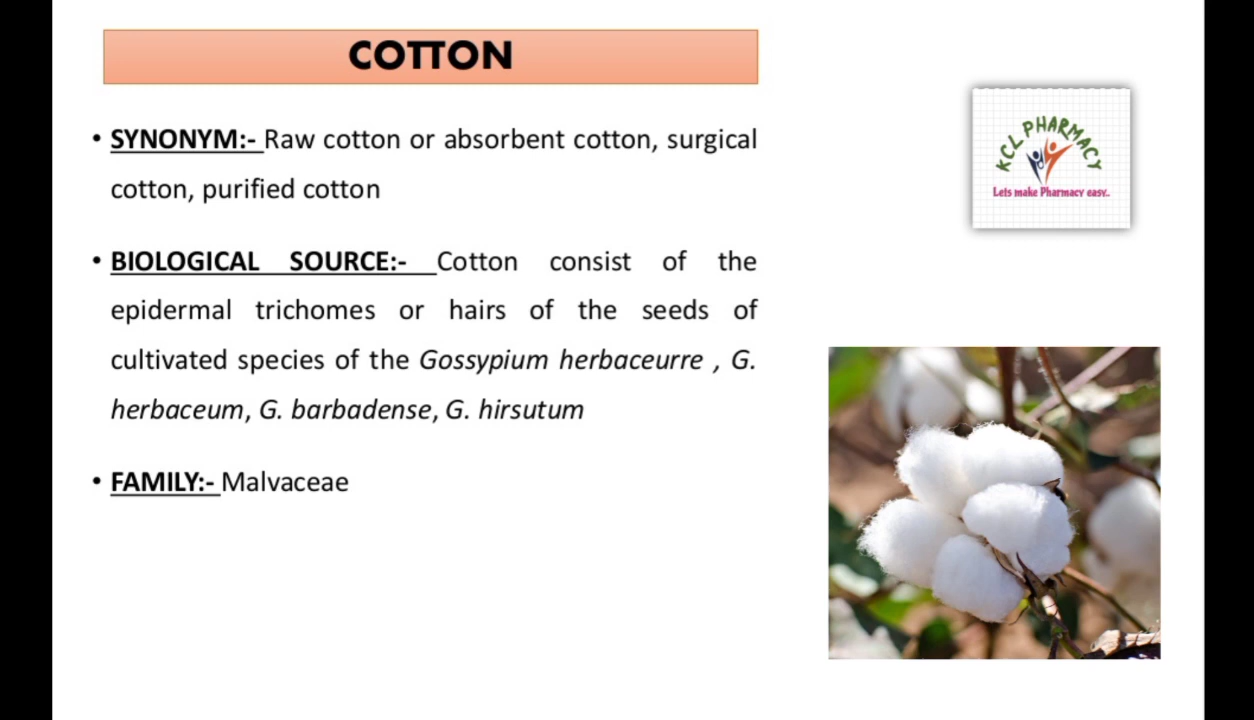 COTTON
• SYNONYM:- Raw cotton or absorbent cotton, surgical
cotton, purified cotton
• BIOLOGICAL SOURCE:- Cotton consist of the
epidermal trichomes or hairs of the seeds of
cultivated species of the Gossypium herbaceurre , G.
herbaceum, G. barbadense, G. hirsutum
• FAMILY:- Malvaceae
KCL PHARMACY
Lets make Pharmacy easy..